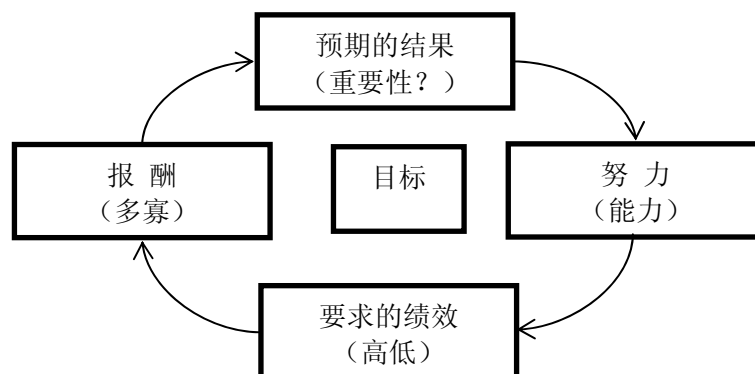 预期的结果
（重要性？）
报 酬
（多寡）
目标
努 力
（能力）
要求的绩效
（高低）